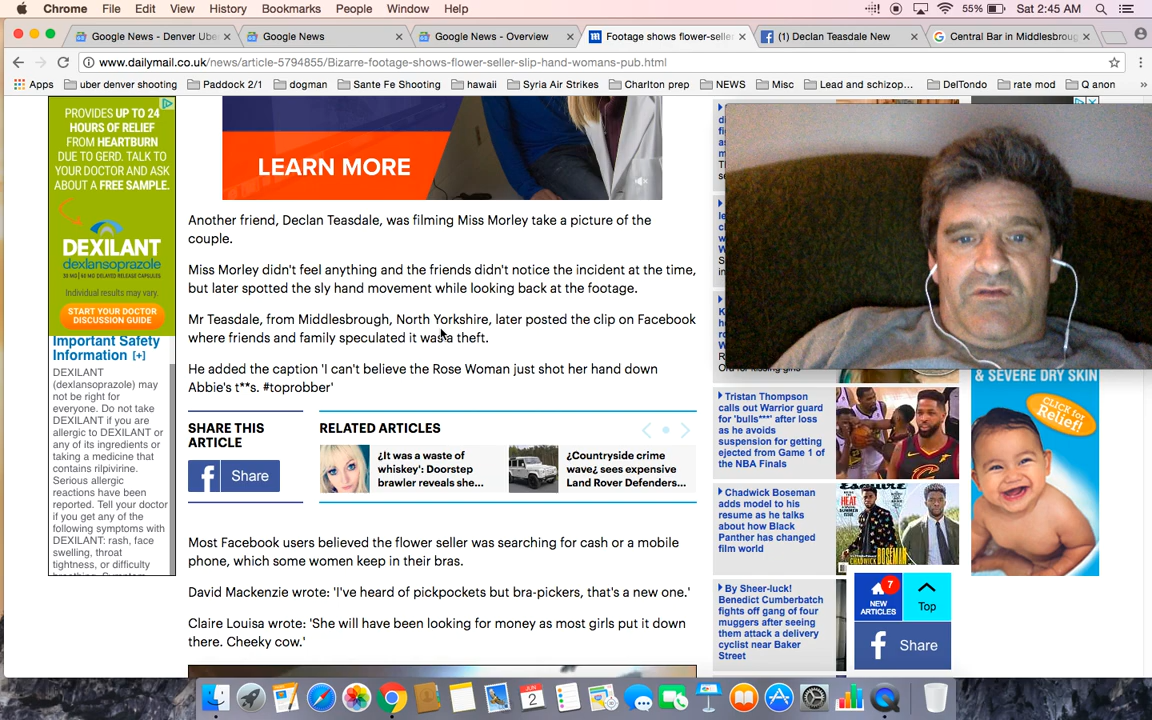 Chrome File Edit View History Bookmarks People Window Help
55% Sat 2:45 AM
Google News - Denver Ube
Google News
Google News - Overview
Footage shows flower-selle
(1) Declan Teasdale New
Central Bar in Middlesbroug
www.dailymail.co.uk/news/article-5794855/Bizarre-footage-shows-flower-seller-slip-hand-womans-pub.html
Apps uber denver shooting Paddock 2/1 dogman Sante Fe Shooting hawaii Syria Air Strikes Charlton prep NEWS Misc Lead and schizop... DelTondo rate mod Q anon »
PROVIDES UP TO 24
HOURS OF RELIEF
FROM HEARTBURN
DUE TO GERD. TALK TO
YOUR DOCTOR AND ASK
ABOUT A FREE SAMPLE.
DEXILANT
dexlansoprazole
30 MG | 60 MG DELAYED RELEASE CAPSULES
Individual results may vary.
START YOUR DOCTOR
DISCUSSION GUIDE
Important Safety
Information [+]
DEXILANT
(dexlansoprazole) may
not be right for
everyone. Do not take
DEXILANT if you are
allergic to DEXILANT or
any of its ingredients or
taking a medicine that
contains rilpivirine.
Serious allergic
reactions have been
reported. Tell your doctor
if you get any of the
following symptoms with
DEXILANT: rash, face
swelling, throat
tightness, or difficulty
LEARN MORE
Another friend, Declan Teasdale, was filming Miss Morley take a picture of the
couple.
Miss Morley didn't feel anything and the friends didn't notice the incident at the time,
but later spotted the sly hand movement while looking back at the footage.
Mr Teasdale, from Middlesbrough, North Yorkshire, later posted the clip on Facebook
where friends and family speculated it was a theft.
He added the caption 'I can't believe the Rose Woman just shot her hand down
Abbie's t**s. #toprobber'
SHARE THIS
ARTICLE
Share
RELATED ARTICLES
¿It was a waste of
whiskey': Doorstep
brawler reveals she...
¿Countryside crime
wave¿ sees expensive
Land Rover Defenders...
Most Facebook users believed the flower seller was searching for cash or a mobile
phone, which some women keep in their bras.
David Mackenzie wrote: 'I've heard of pickpockets but bra-pickers, that's a new one.'
Claire Louisa wrote: 'She will have been looking for money as most girls put it down
there. Cheeky cow.'
Tristan Thompson
calls out Warrior guard
for 'bulls***' after loss
as he avoids
suspension for getting
ejected from Game 1 of
the NBA Finals
Chadwick Boseman
adds model to his
resume as he talks
about how Black
Panther has changed
film world
By Sheer-luck!
Benedict Cumberbatch
fights off gang of four
muggers after seeing
them attack a delivery
cyclist near Baker
Street
Esquire
HEAT
CHADWICK BOSEMAN
& SEVERE DRY SKIN
CLICK for
Relief!
7
NEW
ARTICLES
Top
Share
JUN
2